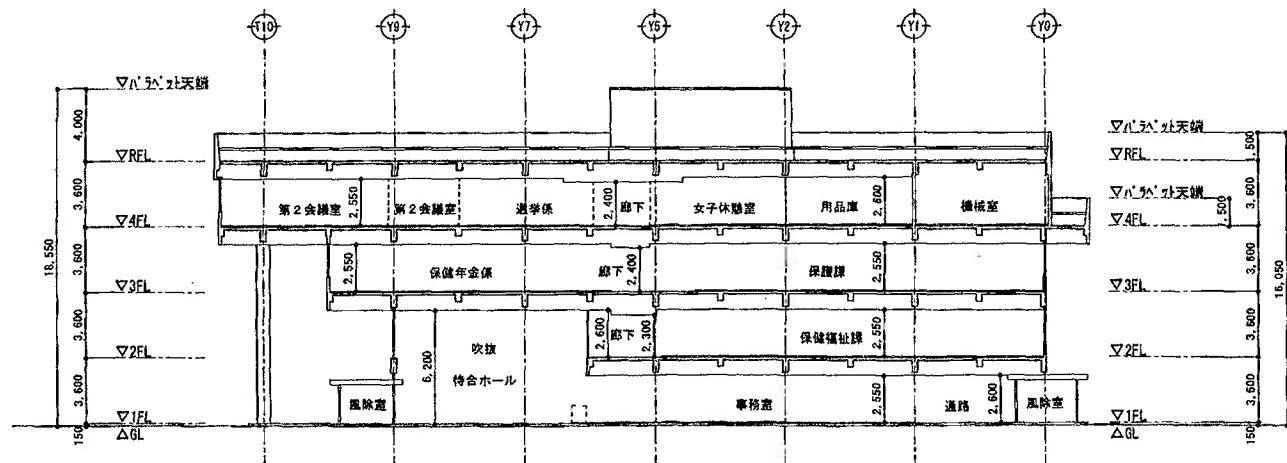 Y10 Y9 Y7 Y5 Y2 Y1 Y0
▽パラペット天端
▽パラペット天端
4,000
▽RFL
▽RFL
1,500
3,600
第2会議室
2,550
第2会議室
選挙係
2,400
廊下
女子休憩室
用品庫
2,600
機械室
▽パラペット天端
1,500
3,600
▽4FL
▽4FL
18,550
16,050
3,600
2,550
保健年金係
廊下
2,400
保護課
2,550
3,600
▽3FL
▽3FL
3,600
6,200
吹抜
2,600
廊下
2,300
保健福祉課
2,550
3,600
▽2FL
▽2FL
3,600
風除室
待合ホール
事務室
2,550
通路
2,600
風除室
3,600
▽1FL
▽1FL
150
△GL
△GL
150